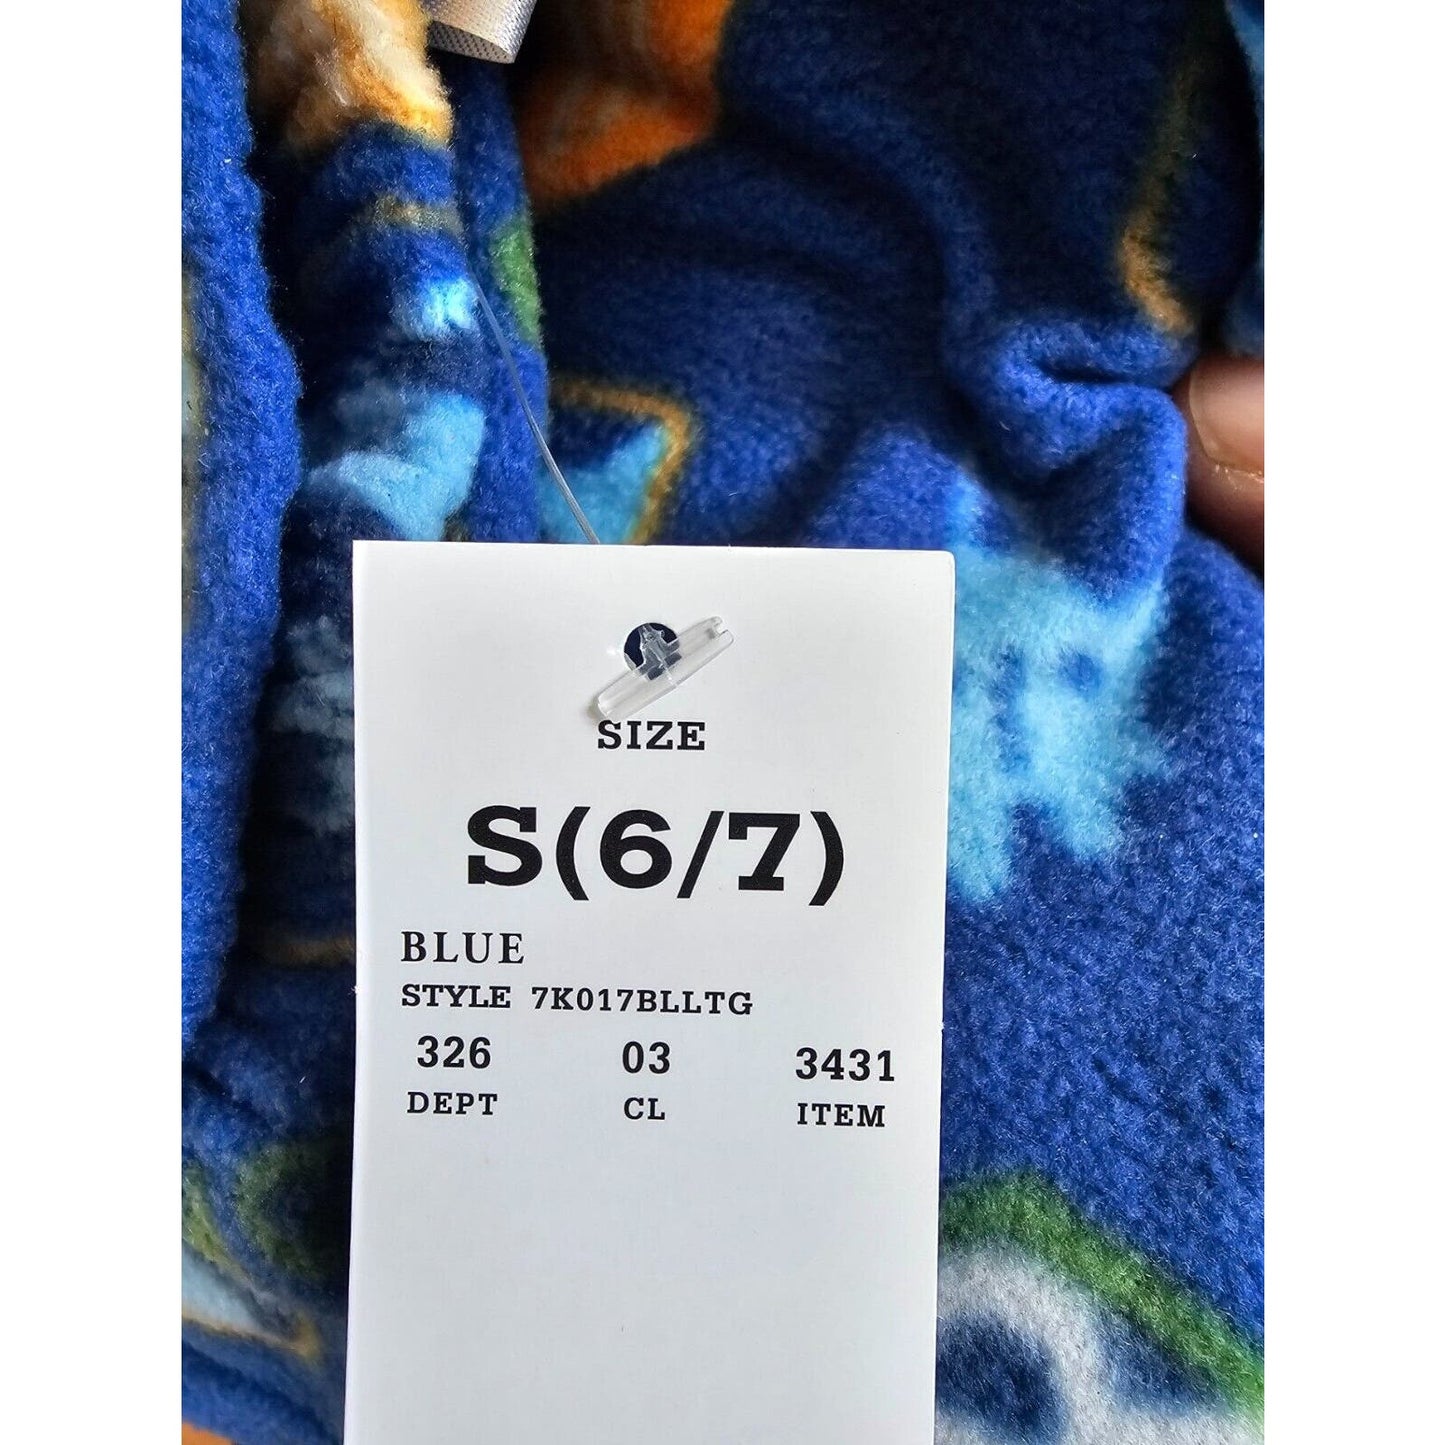 SIZE
S(6/7)
BLUE
STYLE 7K017BLLTG
326 03 3431
DEPT CL ITEM